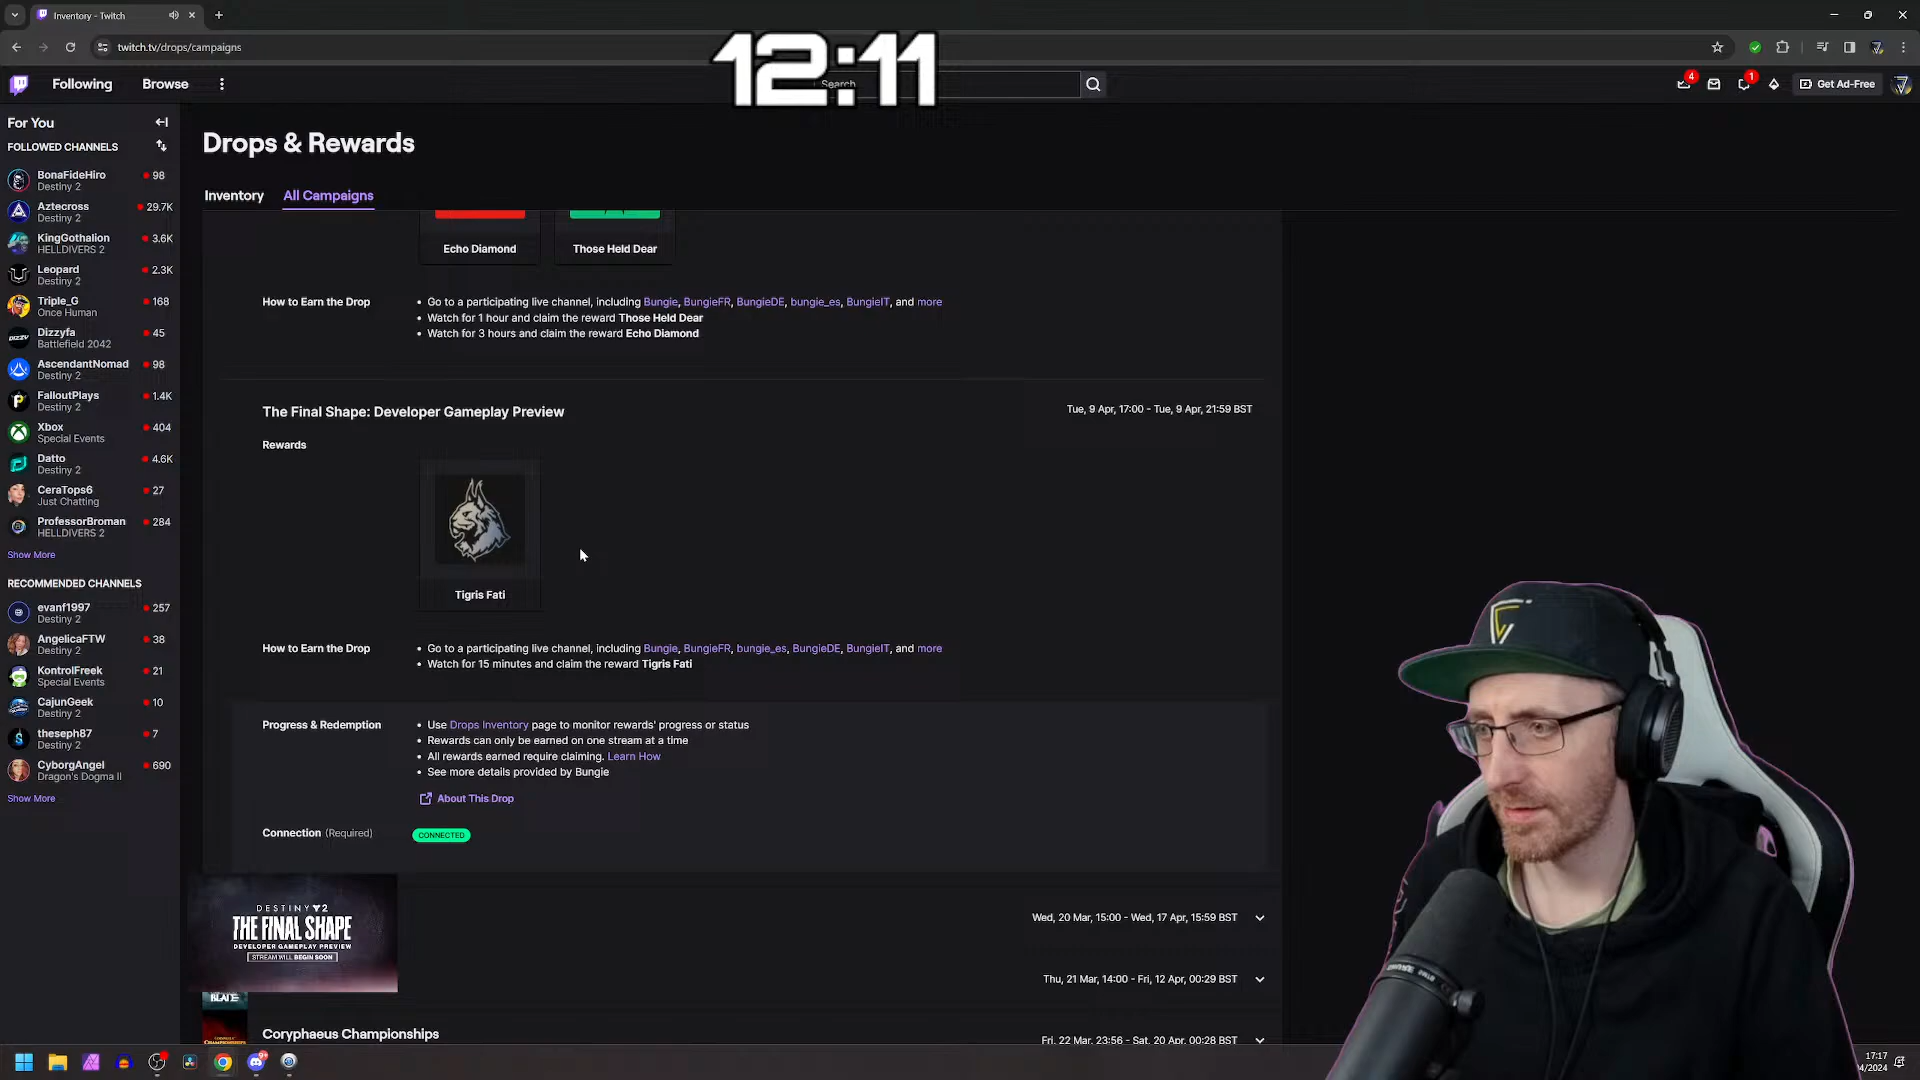 Inventory - Twitch
twitch.tv/drops/campaigns
12:11
Following
Browse
Search
4
1
Get Ad-Free
For You
FOLLOWED CHANNELS
BonaFideHiro
98
Destiny 2
Aztecross
29.7K
Destiny 2
KingGothalion
3.6K
HELLDIVERS 2
Leopard
2.3K
Destiny 2
Triple_G
168
Once Human
Dizzyfa
45
Battlefield 2042
AscendantNomad
98
Destiny 2
FalloutPlays
1.4K
Destiny 2
Xbox
404
Special Events
Datto
4.6K
Destiny 2
CeraTops6
27
Just Chatting
ProfessorBroman
284
HELLDIVERS 2
Show More
RECOMMENDED CHANNELS
evanf1997
257
Destiny 2
AngelicaFTW
38
Destiny 2
KontrolFreek
21
Special Events
CajunGeek
10
Destiny 2
theseph87
7
Destiny 2
CyborgAngel
690
Dragon's Dogma II
Show More
Drops & Rewards
Inventory
All Campaigns
Echo Diamond
Those Held Dear
How to Earn the Drop
• Go to a participating live channel, including Bungie, BungieFR, BungieDE, bungie_es, BungieIT, and more
• Watch for 1 hour and claim the reward Those Held Dear
• Watch for 3 hours and claim the reward Echo Diamond
The Final Shape: Developer Gameplay Preview
Tue, 9 Apr, 17:00 - Tue, 9 Apr, 21:59 BST
Rewards
Tigris Fati
How to Earn the Drop
• Go to a participating live channel, including Bungie, BungieFR, bungie_es, BungieDE, BungieIT, and more
• Watch for 15 minutes and claim the reward Tigris Fati
Progress & Redemption
• Use Drops Inventory page to monitor rewards' progress or status
• Rewards can only be earned on one stream at a time
• All rewards earned require claiming. Learn How
• See more details provided by Bungie
About This Drop
Connection (Required)
CONNECTED
DESTINY 2
THE FINAL SHAPE
DEVELOPER GAMEPLAY PREVIEW
STREAM WILL BEGIN SOON
Wed, 20 Mar, 15:00 - Wed, 17 Apr, 15:59 BST
BLADE
Thu, 21 Mar, 14:00 - Fri, 12 Apr, 00:29 BST
Coryphaeus Championships
Fri, 22 Mar, 23:56 - Sat, 20 Apr, 00:28 BST
17:17
4/2024